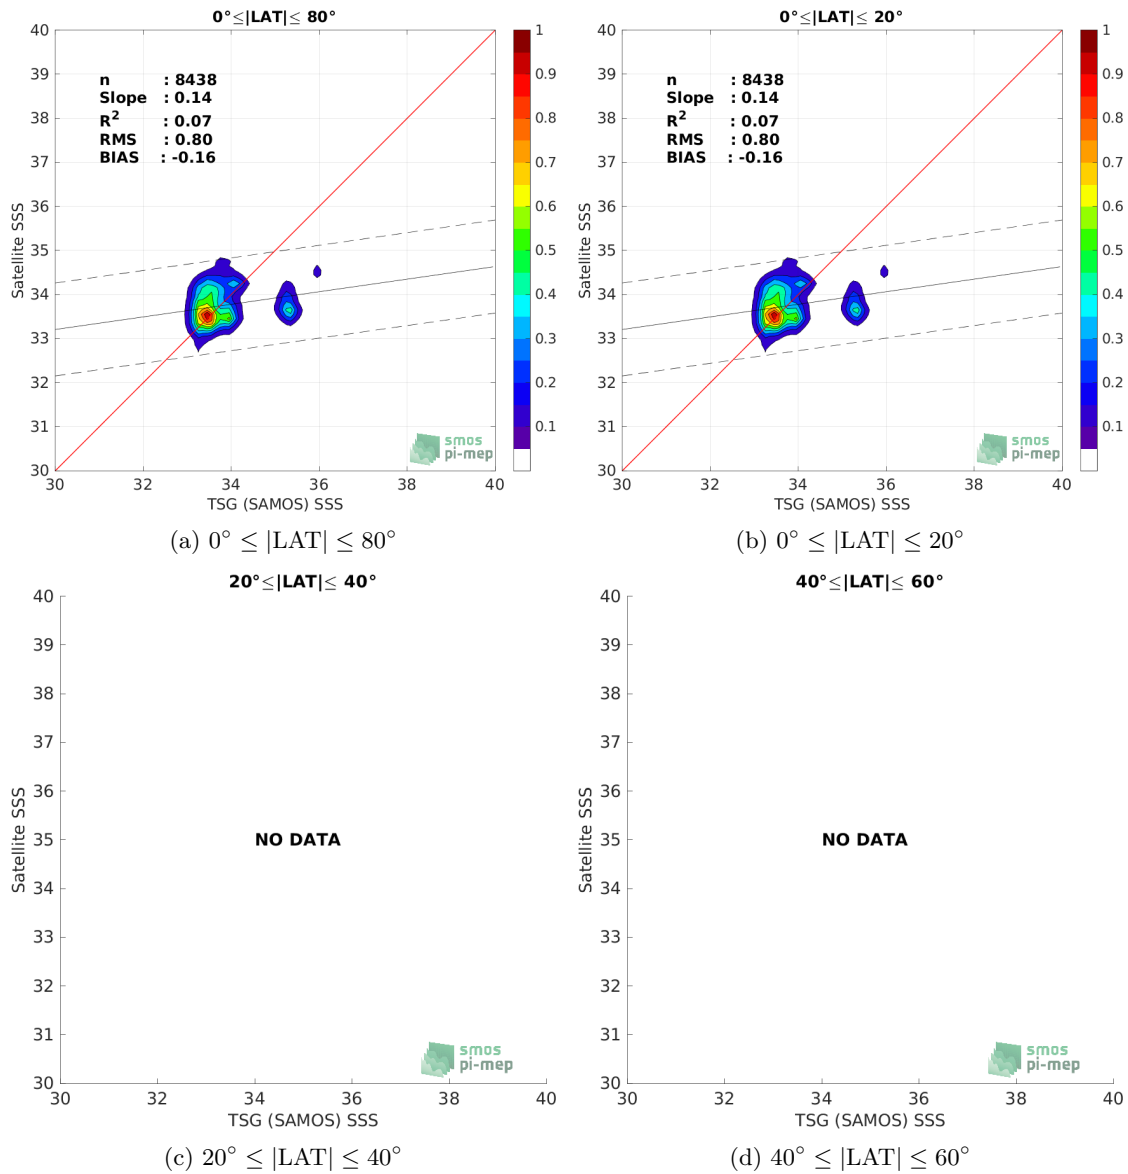 0°≤|LAT|≤ 80°
40
39
38
37
36
35
34
33
32
31
30
Satellite SSS
n : 8438
Slope : 0.14
R² : 0.07
RMS : 0.80
BIAS : -0.16
smos
pi-mep
30 32 34 36 38 40
TSG (SAMOS) SSS
1
0.9
0.8
0.7
0.6
0.5
0.4
0.3
0.2
0.1
(a) 0° ≤ |LAT| ≤ 80°
0°≤|LAT|≤ 20°
40
39
38
37
36
35
34
33
32
31
30
Satellite SSS
n : 8438
Slope : 0.14
R² : 0.07
RMS : 0.80
BIAS : -0.16
smos
pi-mep
30 32 34 36 38 40
TSG (SAMOS) SSS
1
0.9
0.8
0.7
0.6
0.5
0.4
0.3
0.2
0.1
(b) 0° ≤ |LAT| ≤ 20°
20°≤|LAT|≤ 40°
40
39
38
37
36
35
34
33
32
31
30
Satellite SSS
NO DATA
smos
pi-mep
30 32 34 36 38 40
TSG (SAMOS) SSS
(c) 20° ≤ |LAT| ≤ 40°
40°≤|LAT|≤ 60°
40
39
38
37
36
35
34
33
32
31
30
Satellite SSS
NO DATA
smos
pi-mep
30 32 34 36 38 40
TSG (SAMOS) SSS
(d) 40° ≤ |LAT| ≤ 60°